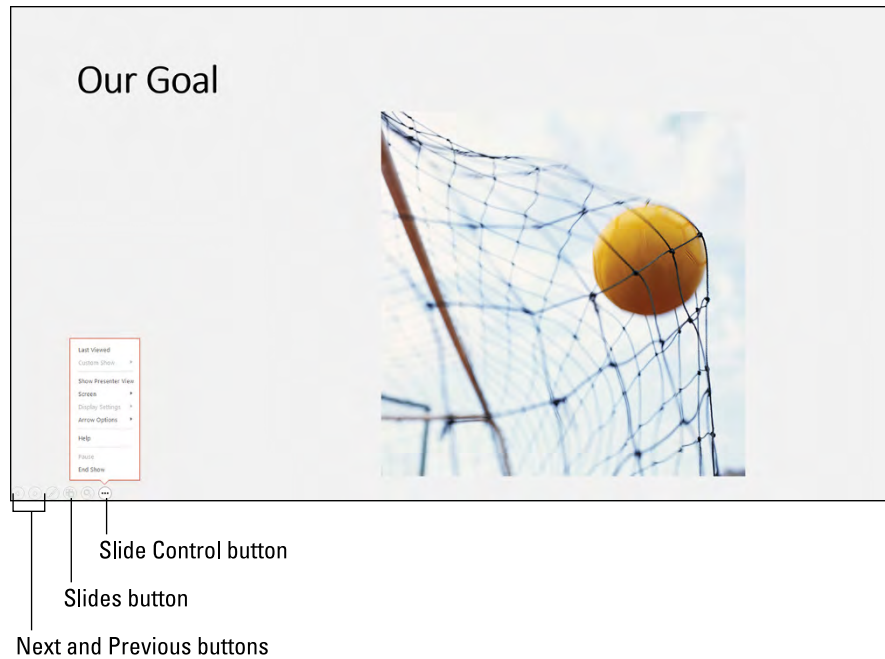 Our Goal
Last Viewed
Custom Show
Show Presenter View
Screen
Display Settings
Arrow Options
Help
Pause
End Show
Slide Control button
Slides button
Next and Previous buttons